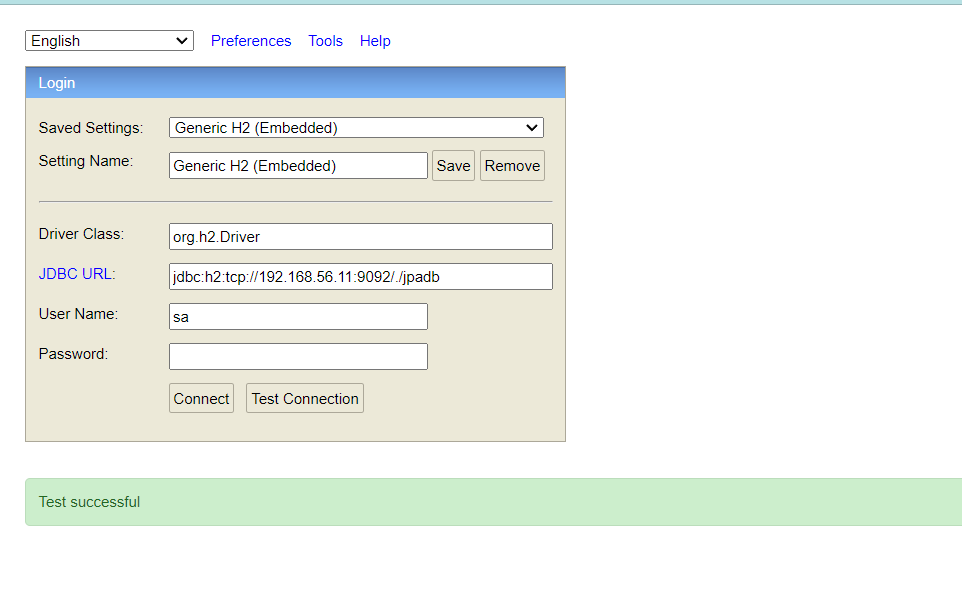 English Preferences Tools Help
Login
Saved Settings: Generic H2 (Embedded)
Setting Name: Generic H2 (Embedded) Save Remove
Driver Class: org.h2.Driver
JDBC URL: jdbc:h2:tcp://192.168.56.11:9092/./jpadb
User Name: sa
Password:
Connect Test Connection
Test successful